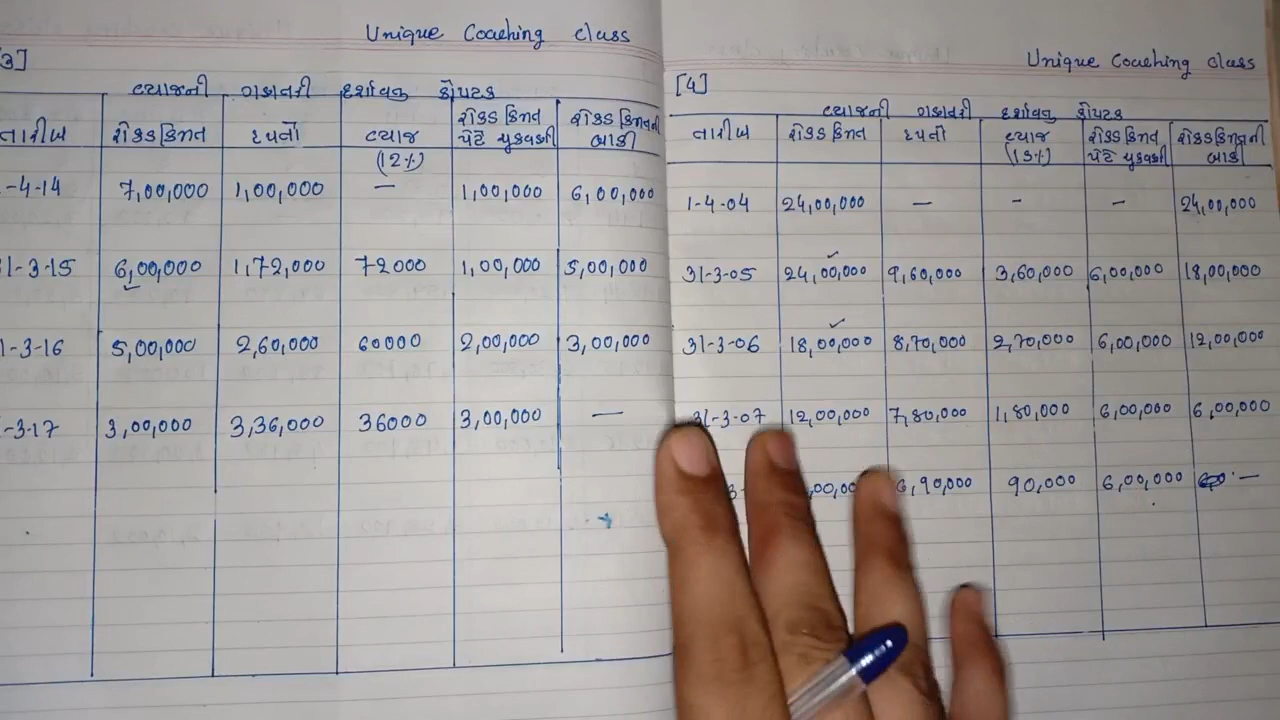 Unique Coaching Class
3]
વ્યાજની ગણતરી દર્શાવતુ કોષ્ટક
તારીખ રોકડ કિંમત હપતો વ્યાજ (12%) રોકડ કિંમત પેટે ચુકવણી રોકડ કિંમતની બાકી
-4-14 7,00,000 1,00,000 — 1,00,000 6,00,000
1-3-15 6,00,000 1,72,000 72000 1,00,000 5,00,000
1-3-16 5,00,000 2,60,000 60000 2,00,000 3,00,000
-3-17 3,00,000 3,36,000 36000 3,00,000 —
Unique Coaching Class
[4]
વ્યાજની ગણતરી દર્શાવતુ કોષ્ટક
તારીખ રોકડ કિંમત હપતો વ્યાજ (15%) રોકડ કિંમત પેટે ચુકવણી રોકડ કિંમતની બાકી
1-4-04 24,00,000 — - — 24,00,000
31-3-05 24,00,000 9,60,000 3,60,000 6,00,000 18,00,000
31-3-06 18,00,000 8,70,000 2,70,000 6,00,000 12,00,000
31-3-07 12,00,000 7,80,000 1,80,000 6,00,000 6,00,000
6,90,000 90,000 6,00,000 —